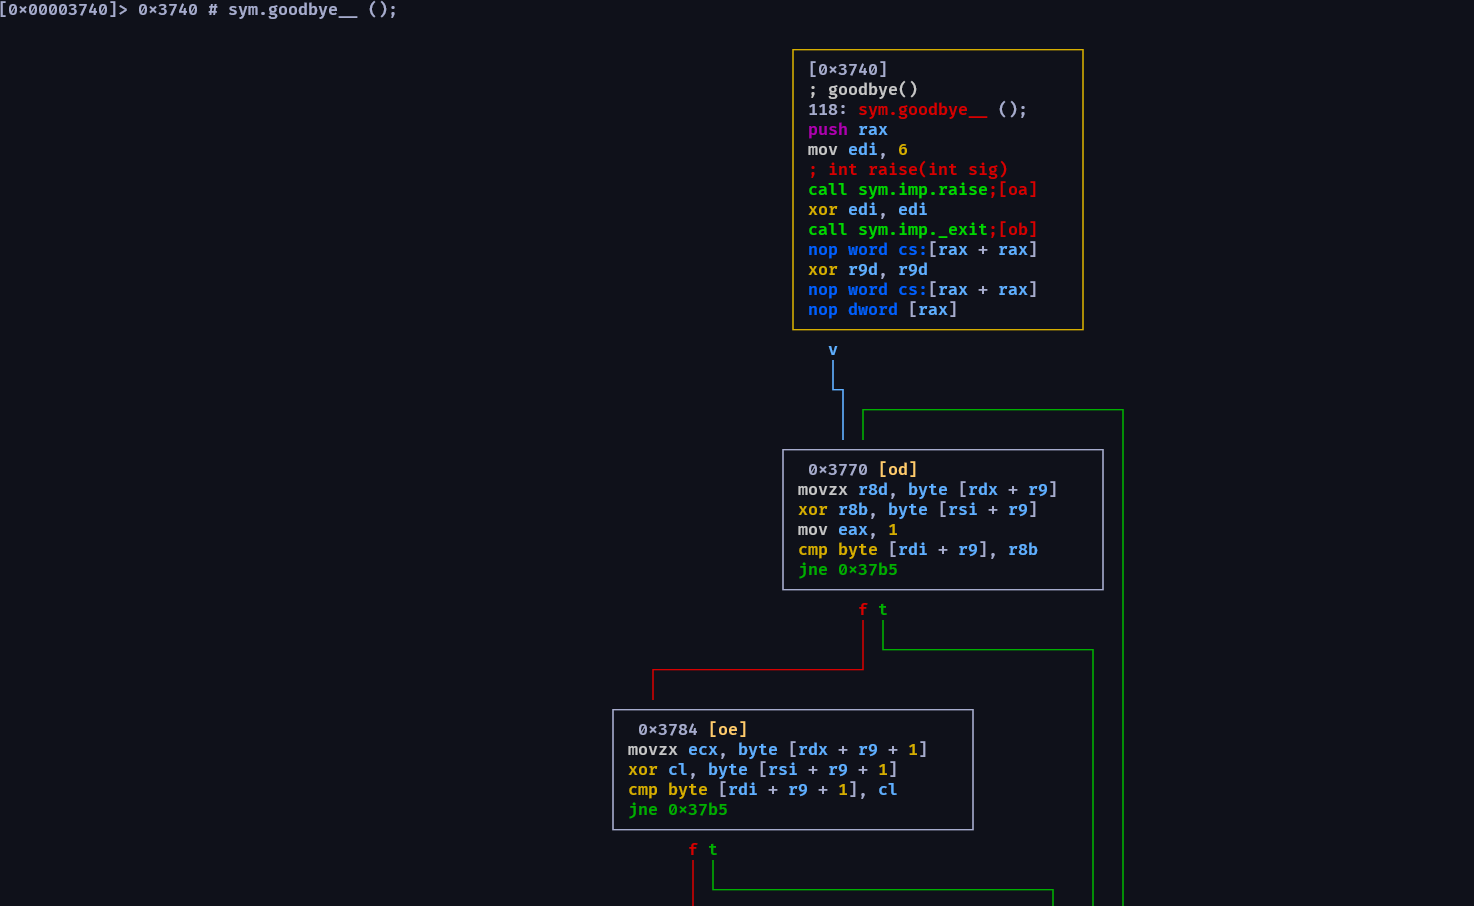 [0×00003740]> 0×3740 # sym.goodbye__ ();
[0×3740]
; goodbye()
118: sym.goodbye__ ();
push rax
mov edi, 6
; int raise(int sig)
call sym.imp.raise;[oa]
xor edi, edi
call sym.imp._exit;[ob]
nop word cs:[rax + rax]
xor r9d, r9d
nop word cs:[rax + rax]
nop dword [rax]
v
0×3770 [od]
movzx r8d, byte [rdx + r9]
xor r8b, byte [rsi + r9]
mov eax, 1
cmp byte [rdi + r9], r8b
jne 0×37b5
f t
0×3784 [oe]
movzx ecx, byte [rdx + r9 + 1]
xor cl, byte [rsi + r9 + 1]
cmp byte [rdi + r9 + 1], cl
jne 0×37b5
f t